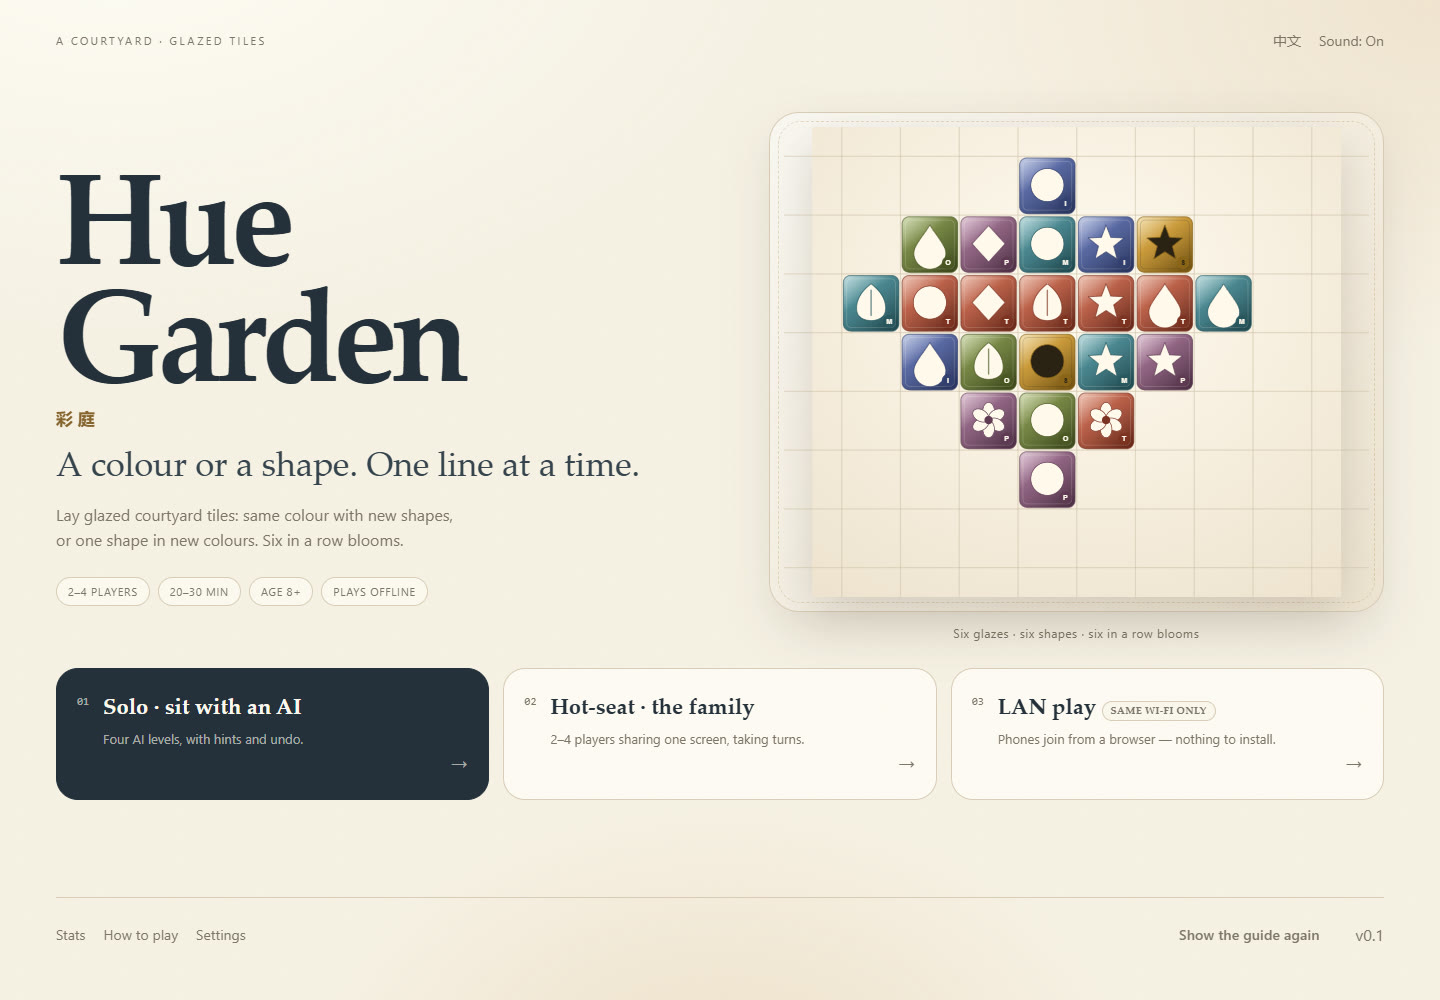 A COURTYARD · GLAZED TILES
中文 Sound: On
Hue
Garden
彩庭
A colour or a shape. One line at a time.
Lay glazed courtyard tiles: same colour with new shapes,
or one shape in new colours. Six in a row blooms.
2–4 PLAYERS 20–30 MIN AGE 8+ PLAYS OFFLINE
I
O P M I
M T T T T T M
I O M P
P O T
P
Six glazes · six shapes · six in a row blooms
01 Solo · sit with an AI
Four AI levels, with hints and undo.
→
02 Hot-seat · the family
2–4 players sharing one screen, taking turns.
→
03 LAN play SAME WI-FI ONLY
Phones join from a browser — nothing to install.
→
Stats How to play Settings
Show the guide again v0.1